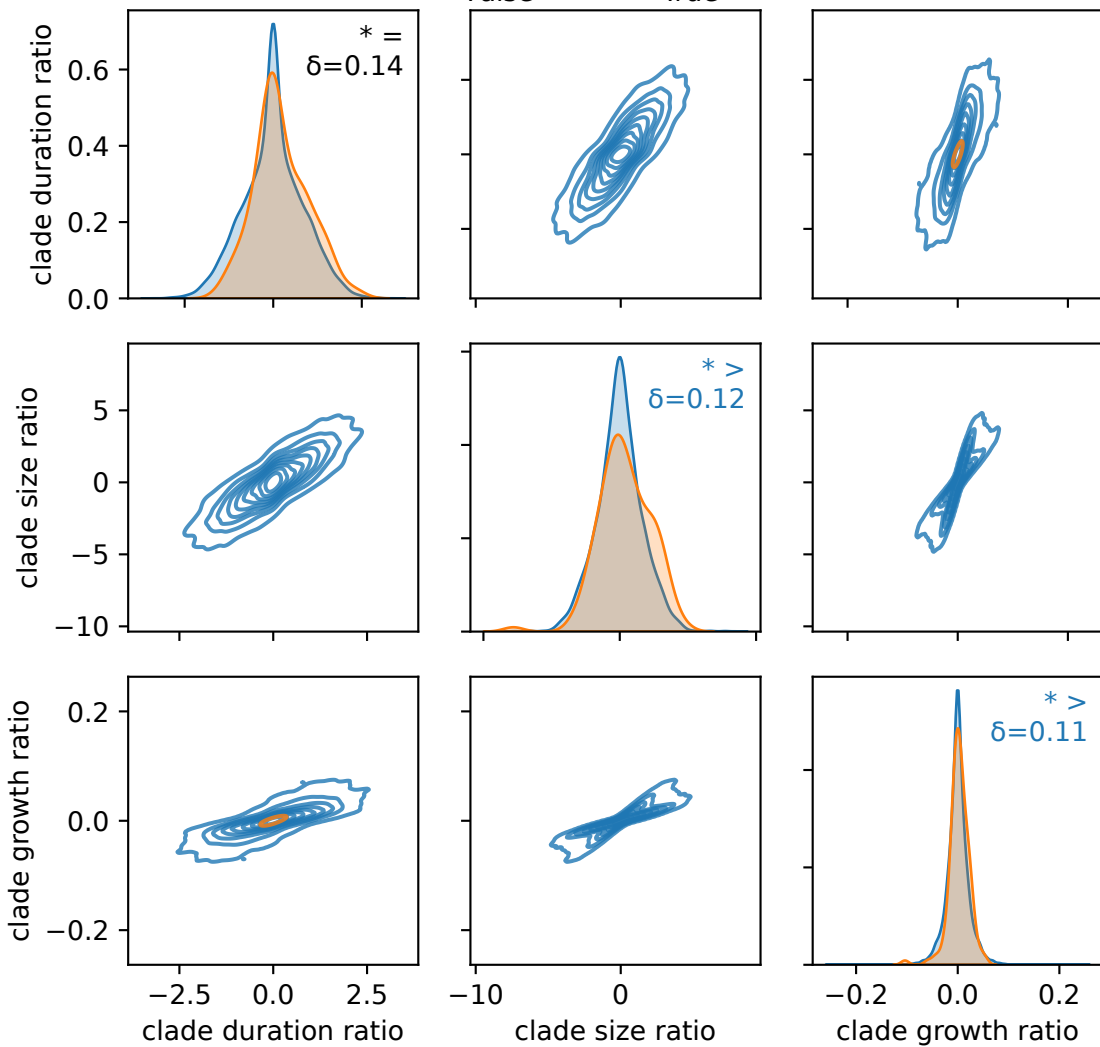 * =
δ=0.14
clade duration ratio
0.6
0.4
0.2
0.0
* >
δ=0.12
clade size ratio
5
0
−5
−10
* >
δ=0.11
clade growth ratio
0.2
0.0
−0.2
−2.5 0.0 2.5 −10 0 −0.2 0.0 0.2
clade duration ratio clade size ratio clade growth ratio